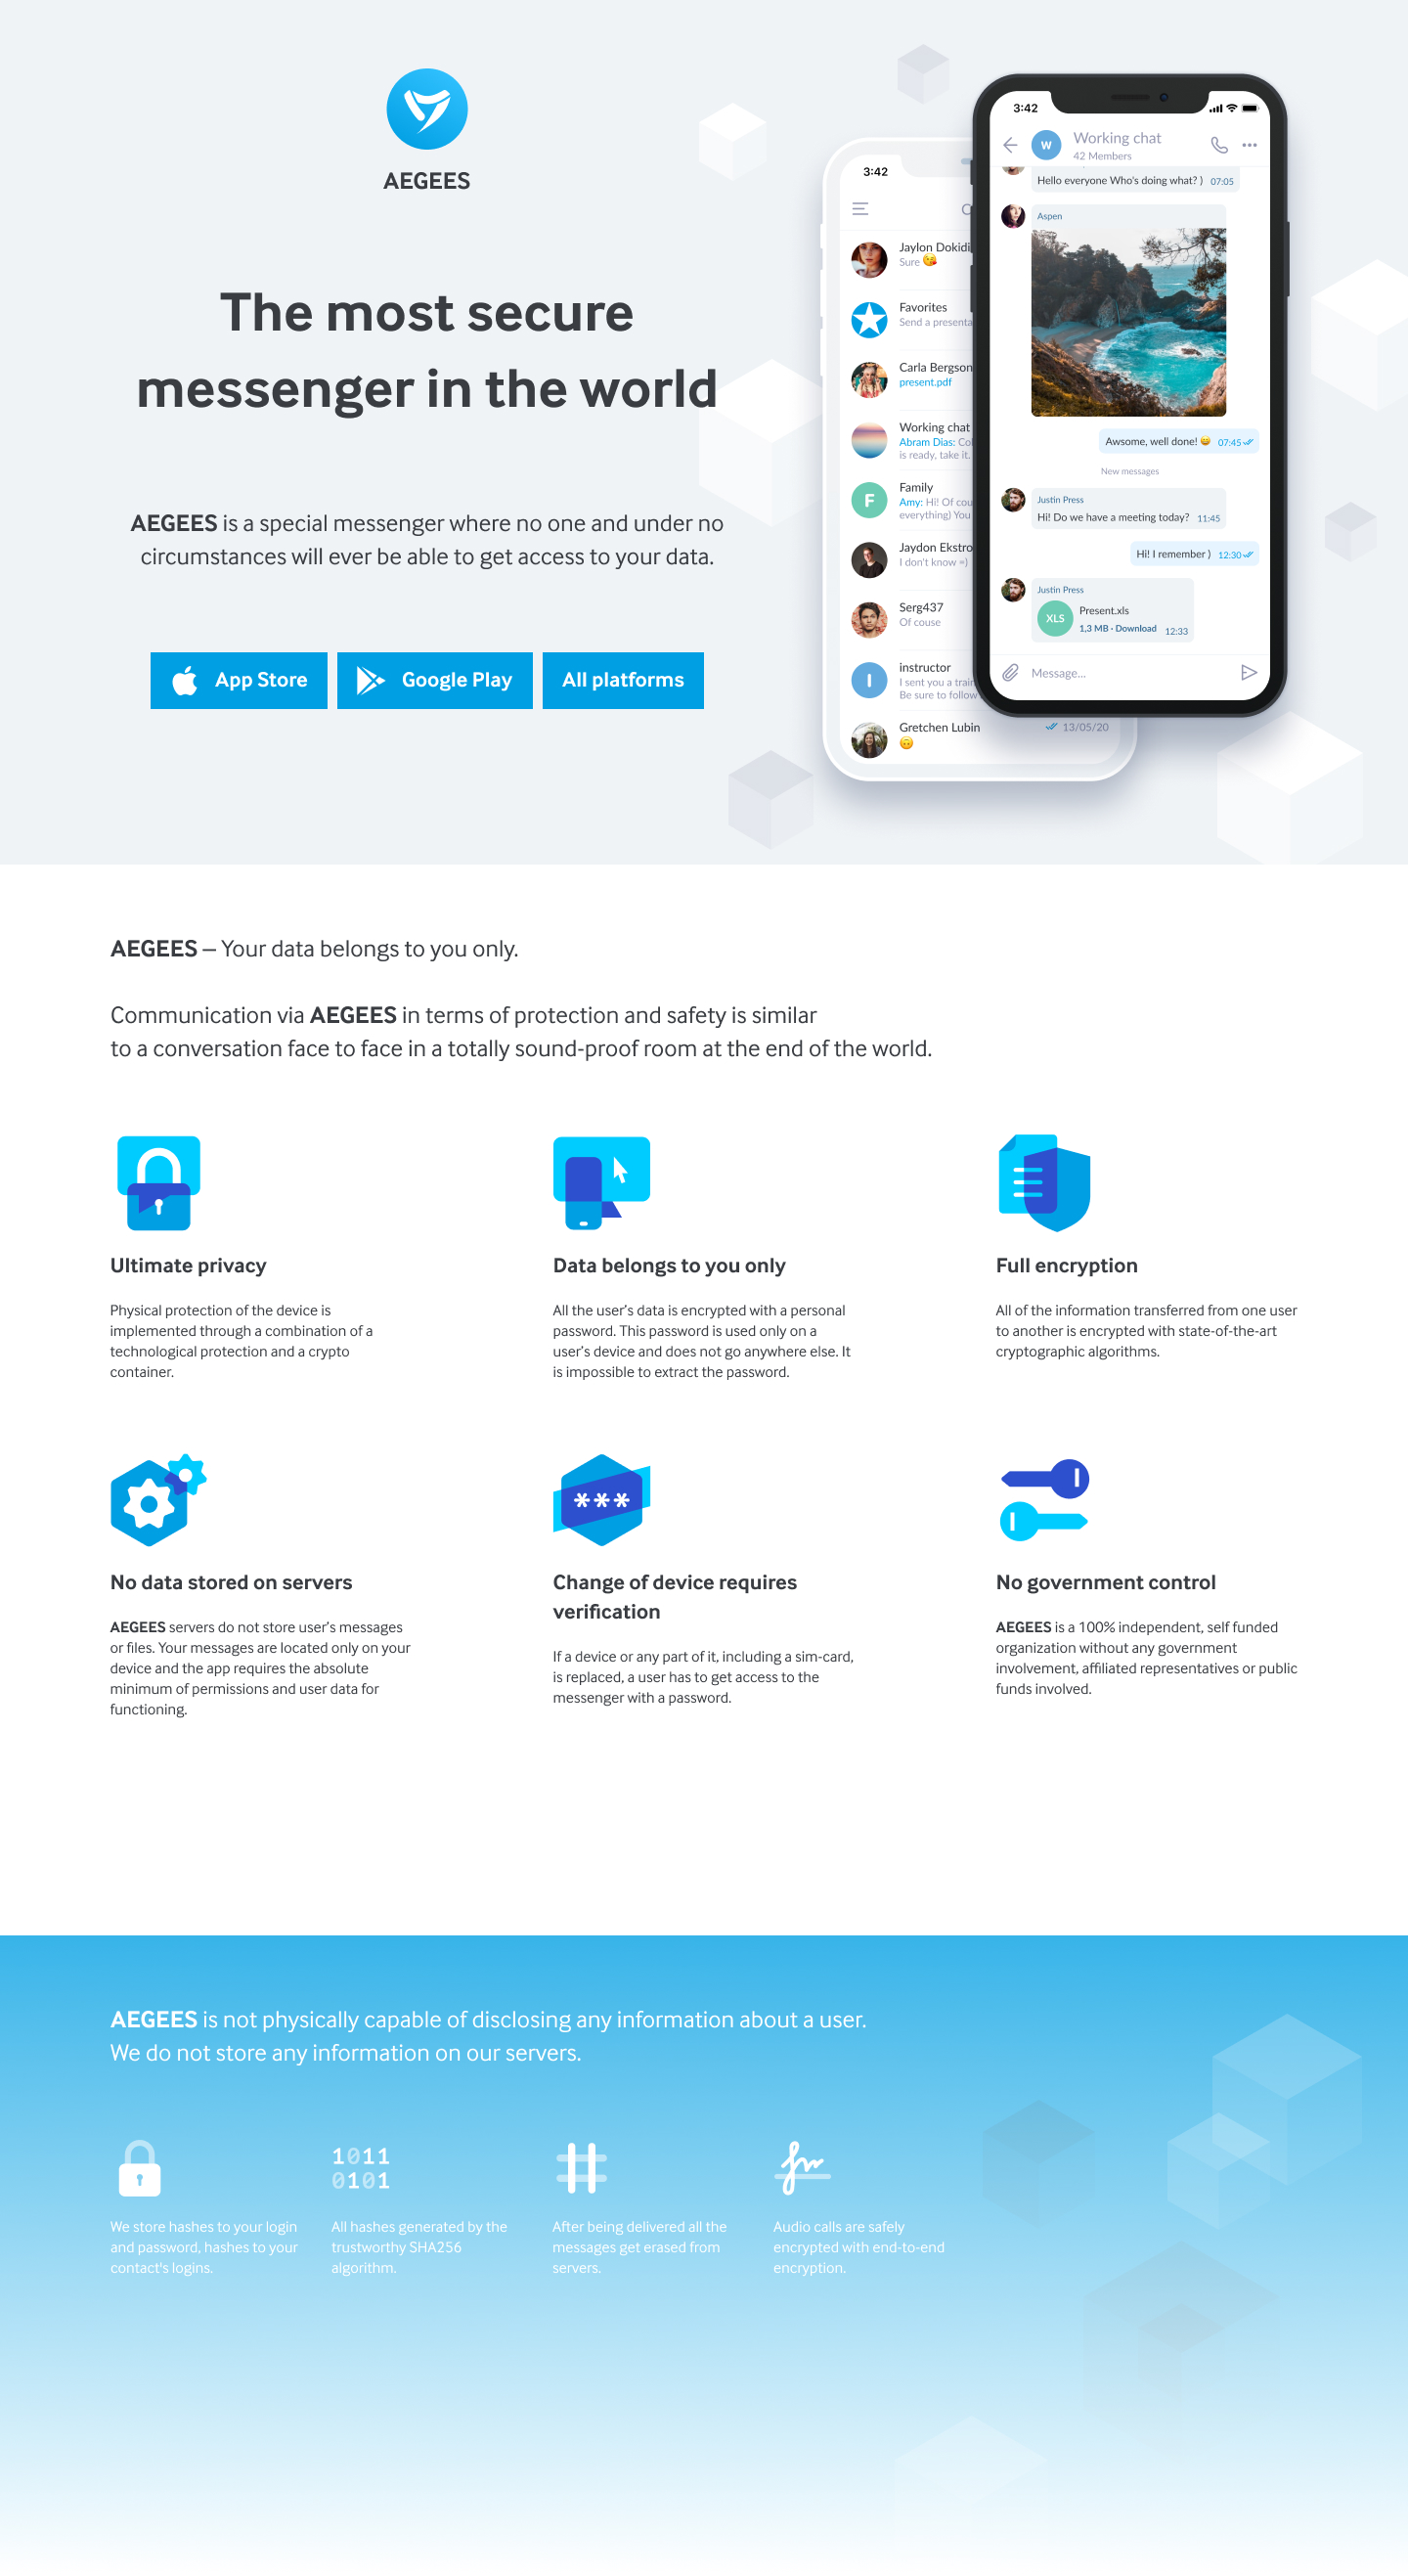 AEGEES
The most secure
messenger in the world
AEGEES is a special messenger where no one and under no
circumstances will ever be able to get access to your data.
App Store
Google Play
All platforms
3:42
Jaylon Dokidi
Sure 😘
Favorites
Send a presenta
Carla Bergson
present.pdf
Working chat
Abram Dias: Col
is ready, take it.
F
Family
Amy: Hi! Of cou
everything) You
Jaydon Ekstro
I don't know =)
Serg437
Of couse
I
instructor
I sent you a train
Be sure to follow
Gretchen Lubin
13/05/20
🙃
3:42
W
Working chat
42 Members
Hello everyone Who's doing what? ) 07:05
Aspen
Awsome, well done! 😄 07:45
New messages
Justin Press
Hi! Do we have a meeting today? 11:45
Hi! I remember ) 12:30
Justin Press
XLS
Present.xls
1,3 MB · Download 12:33
Message...
AEGEES – Your data belongs to you only.
Communication via AEGEES in terms of protection and safety is similar
to a conversation face to face in a totally sound-proof room at the end of the world.
Ultimate privacy
Physical protection of the device is
implemented through a combination of a
technological protection and a crypto
container.
Data belongs to you only
All the user's data is encrypted with a personal
password. This password is used only on a
user's device and does not go anywhere else. It
is impossible to extract the password.
Full encryption
All of the information transferred from one user
to another is encrypted with state-of-the-art
cryptographic algorithms.
No data stored on servers
AEGEES servers do not store user's messages
or files. Your messages are located only on your
device and the app requires the absolute
minimum of permissions and user data for
functioning.
***
Change of device requires
verification
If a device or any part of it, including a sim-card,
is replaced, a user has to get access to the
messenger with a password.
No government control
AEGEES is a 100% independent, self funded
organization without any government
involvement, affiliated representatives or public
funds involved.
AEGEES is not physically capable of disclosing any information about a user.
We do not store any information on our servers.
We store hashes to your login
and password, hashes to your
contact's logins.
1011
0101
All hashes generated by the
trustworthy SHA256
algorithm.
After being delivered all the
messages get erased from
servers.
Audio calls are safely
encrypted with end-to-end
encryption.